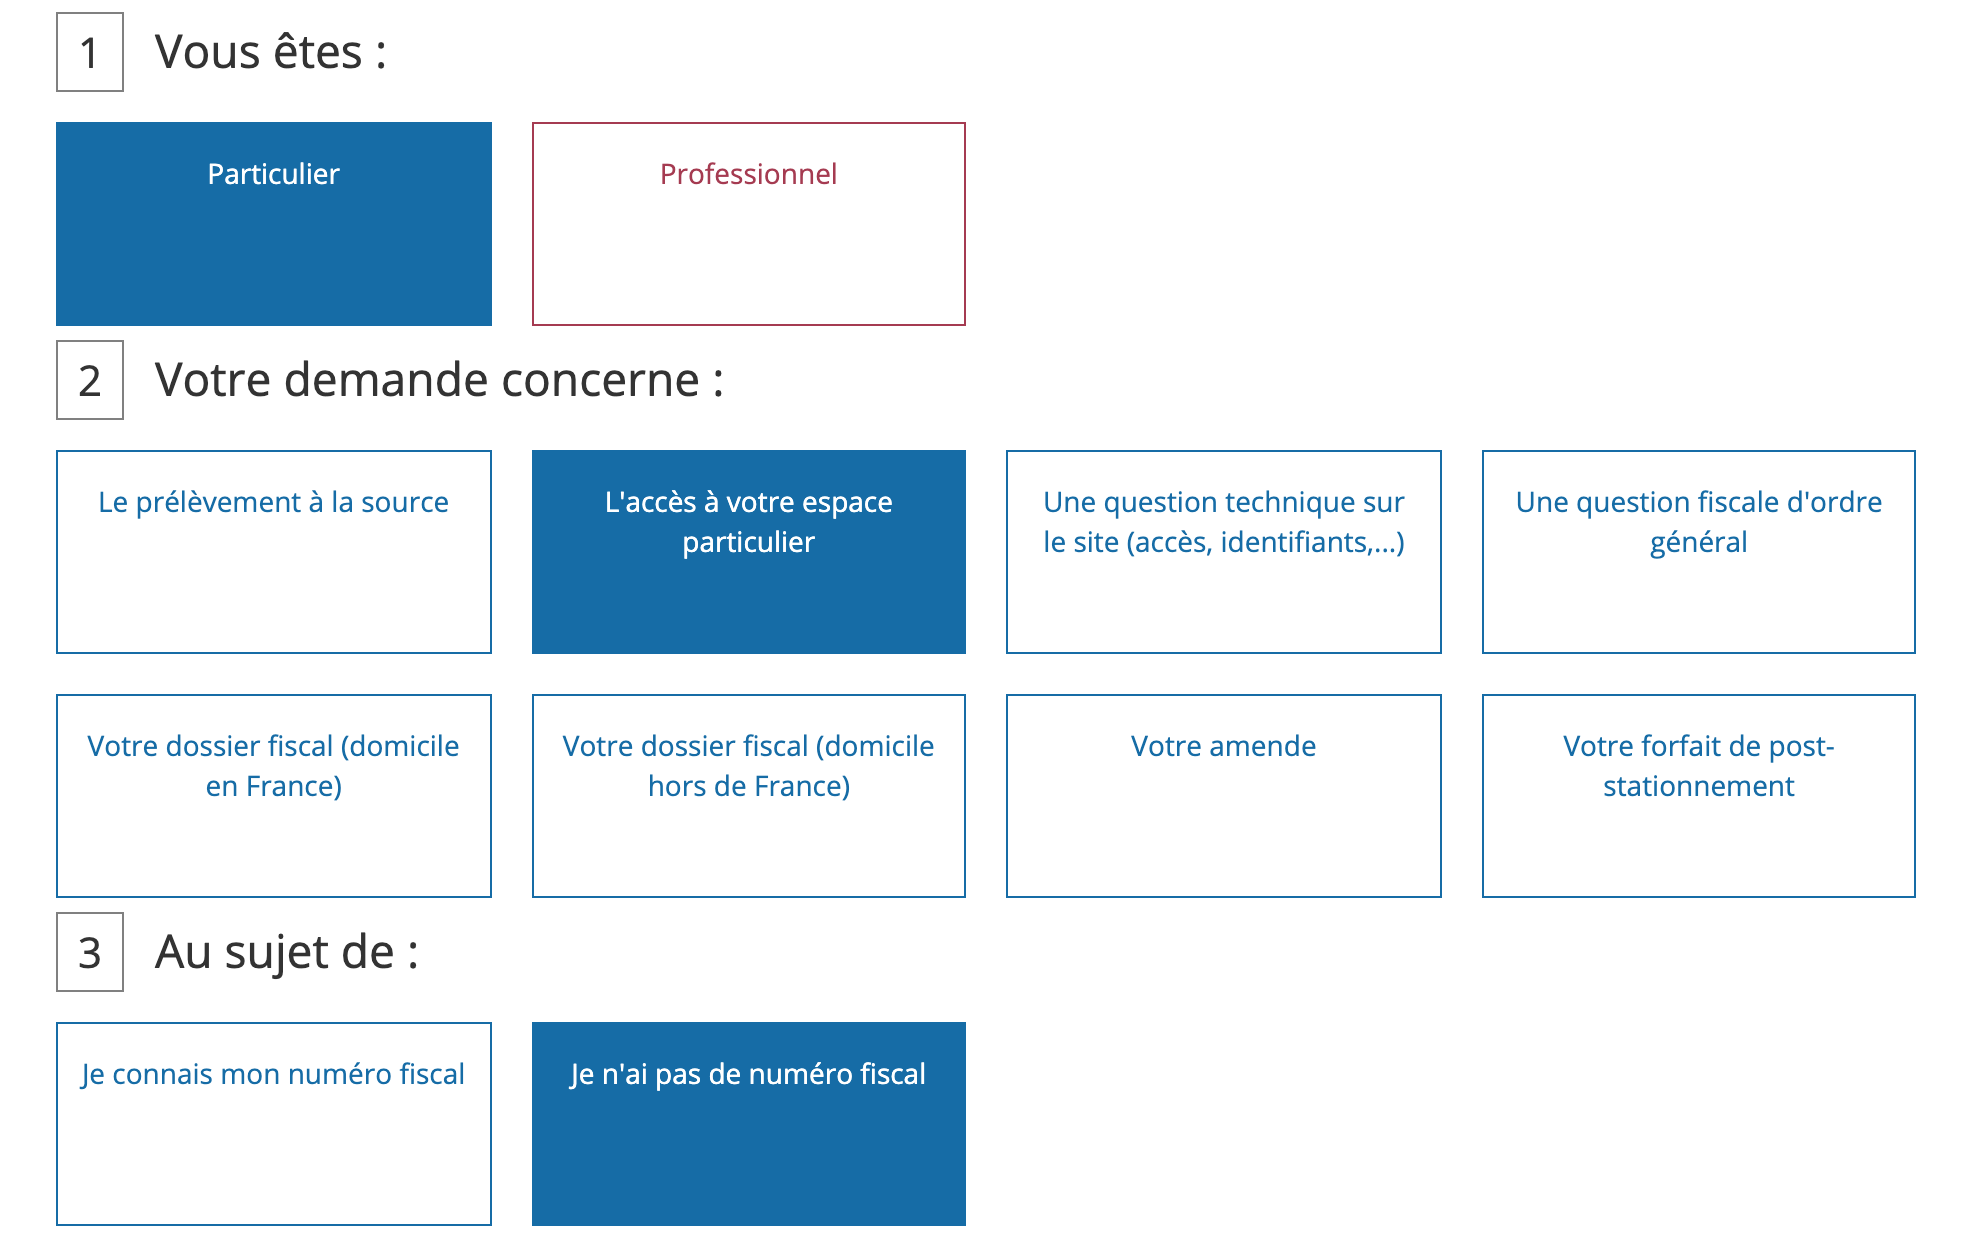 1 Vous êtes :
Particulier
Professionnel
2 Votre demande concerne :
Le prélèvement à la source
L'accès à votre espace
particulier
Une question technique sur
le site (accès, identifiants,...)
Une question fiscale d'ordre
général
Votre dossier fiscal (domicile
en France)
Votre dossier fiscal (domicile
hors de France)
Votre amende
Votre forfait de post-
stationnement
3 Au sujet de :
Je connais mon numéro fiscal
Je n'ai pas de numéro fiscal